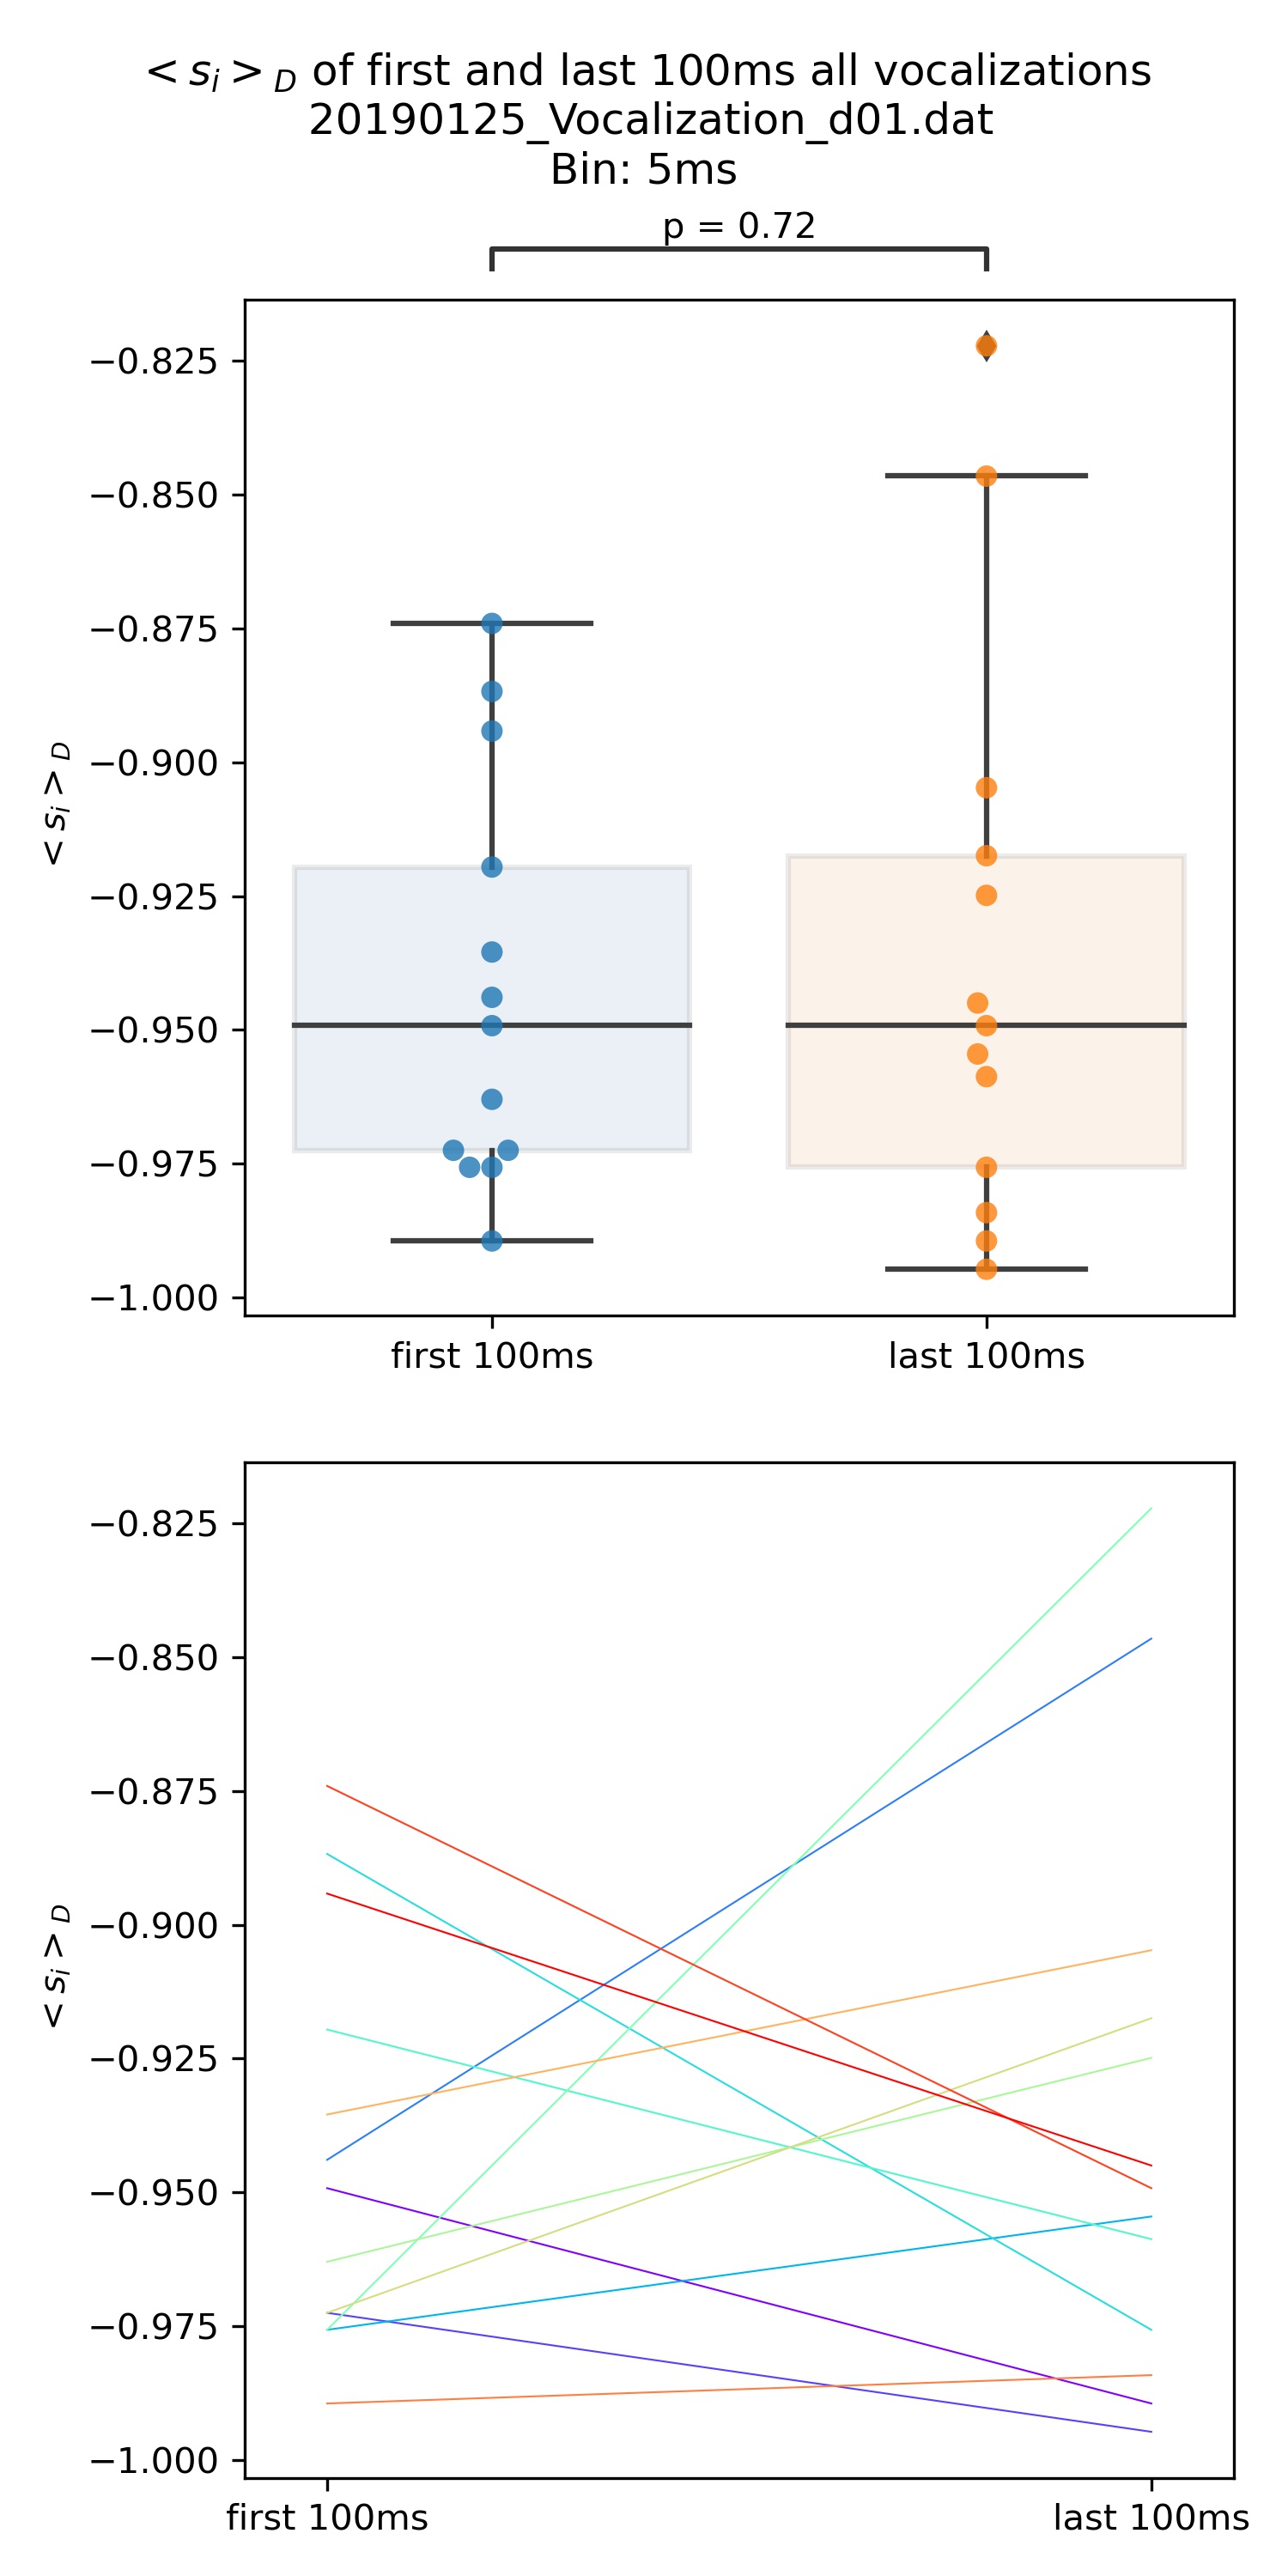 < s_i >_D of first and last 100ms all vocalizations
20190125_Vocalization_d01.dat
Bin: 5ms
p = 0.72
−0.825
−0.850
−0.875
−0.900
−0.925
−0.950
−0.975
−1.000
< s_i >_D
first 100ms last 100ms
−0.825
−0.850
−0.875
−0.900
−0.925
−0.950
−0.975
−1.000
< s_i >_D
first 100ms last 100ms